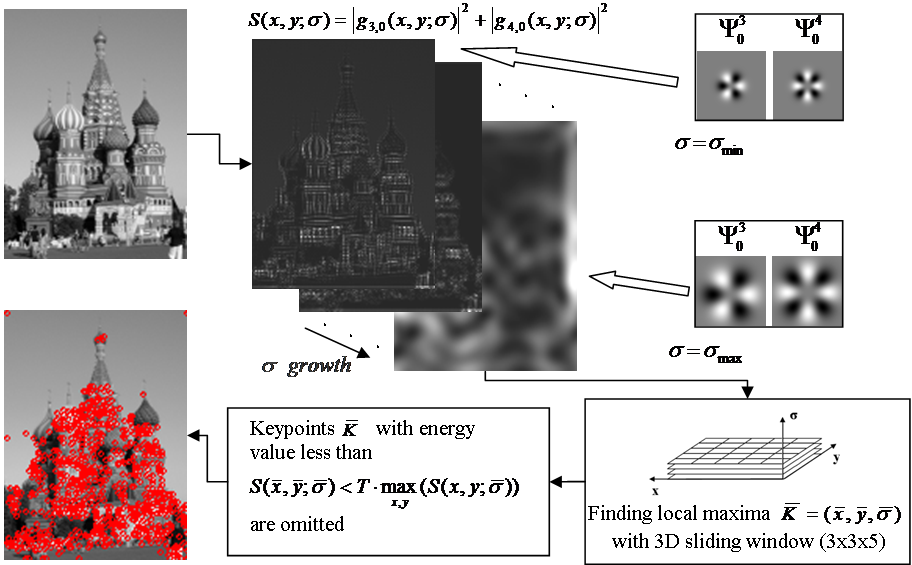 S(x, y; σ) = |g₃,₀(x, y; σ)|² + |g₄,₀(x, y; σ)|²
Ψ₀³ Ψ₀⁴
σ = σmin
Ψ₀³ Ψ₀⁴
σ = σmax
σ growth
σ
y
x
Finding local maxima K̅ = (x̅, y̅, σ̅)
with 3D sliding window (3x3x5)
Keypoints K̅ with energy
value less than
S(x̅, y̅; σ̅) < T · max(S(x, y; σ̅))
x,y
are omitted